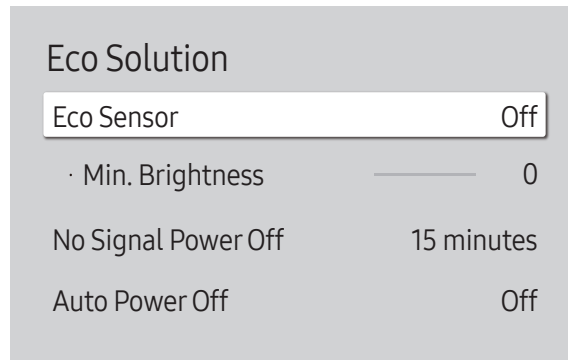 Eco Solution
Eco Sensor Off
· Min. Brightness 0
No Signal Power Off 15 minutes
Auto Power Off Off